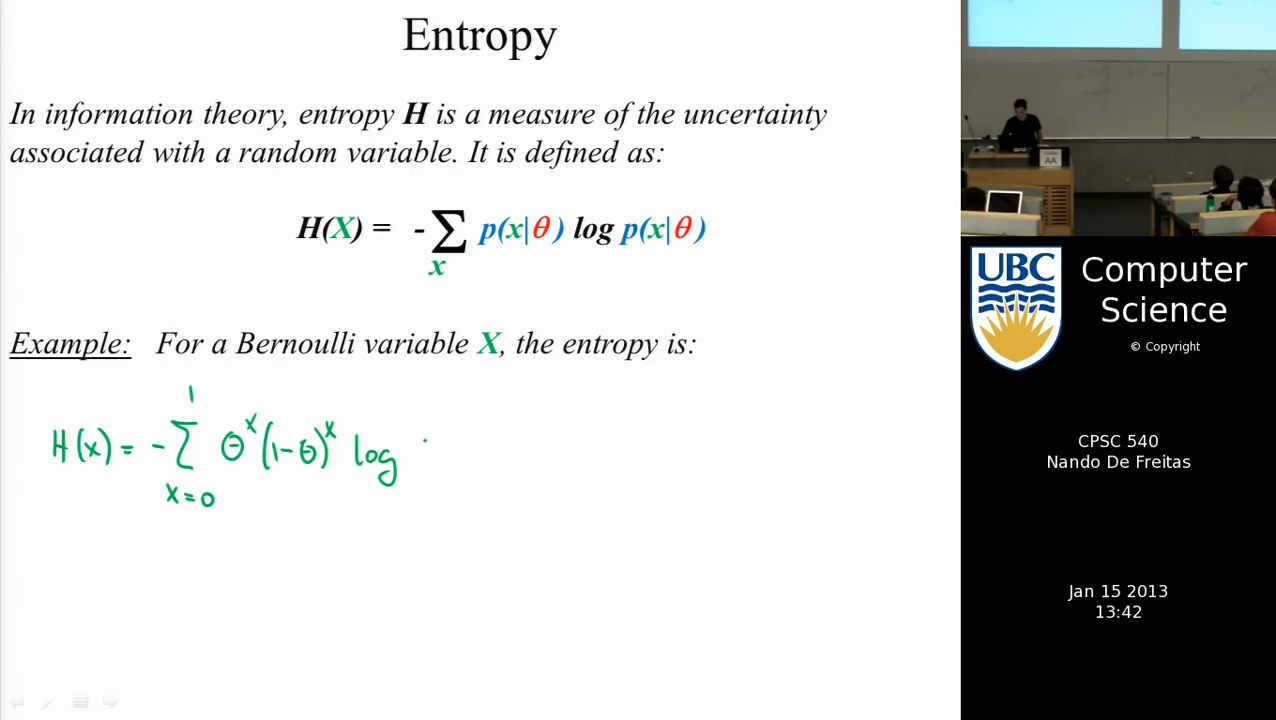 Entropy
In information theory, entropy H is a measure of the uncertainty
associated with a random variable. It is defined as:
H(X) = - ∑ p(x|θ) log p(x|θ)
x
Example: For a Bernoulli variable X, the entropy is:
1
H(x) = - ∑ θ^x (1-θ)^x log
x=0
AA
UBC
Computer
Science
© Copyright
CPSC 540
Nando De Freitas
Jan 15 2013
13:42